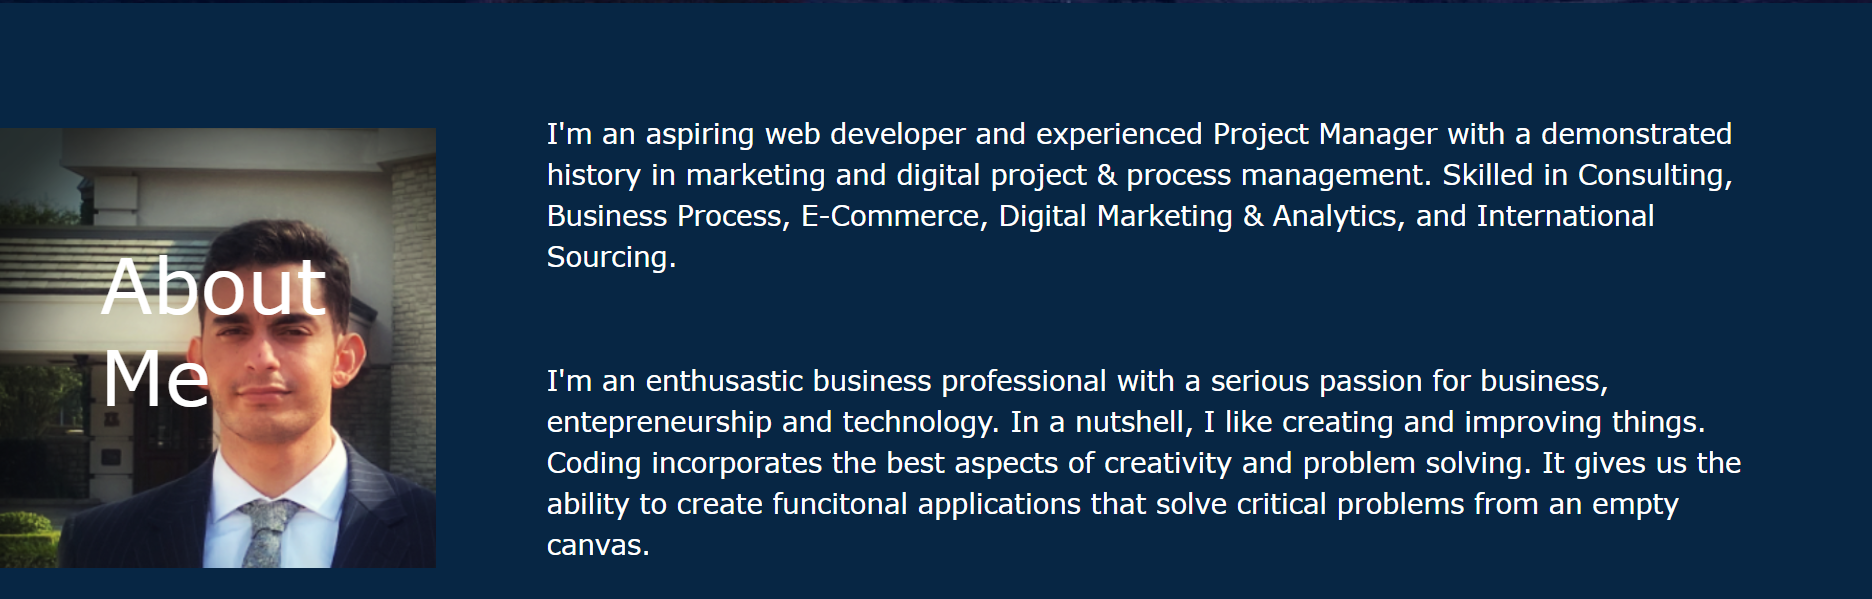 About
Me
I'm an aspiring web developer and experienced Project Manager with a demonstrated
history in marketing and digital project & process management. Skilled in Consulting,
Business Process, E-Commerce, Digital Marketing & Analytics, and International
Sourcing.
I'm an enthusastic business professional with a serious passion for business,
entepreneurship and technology. In a nutshell, I like creating and improving things.
Coding incorporates the best aspects of creativity and problem solving. It gives us the
ability to create funcitonal applications that solve critical problems from an empty
canvas.